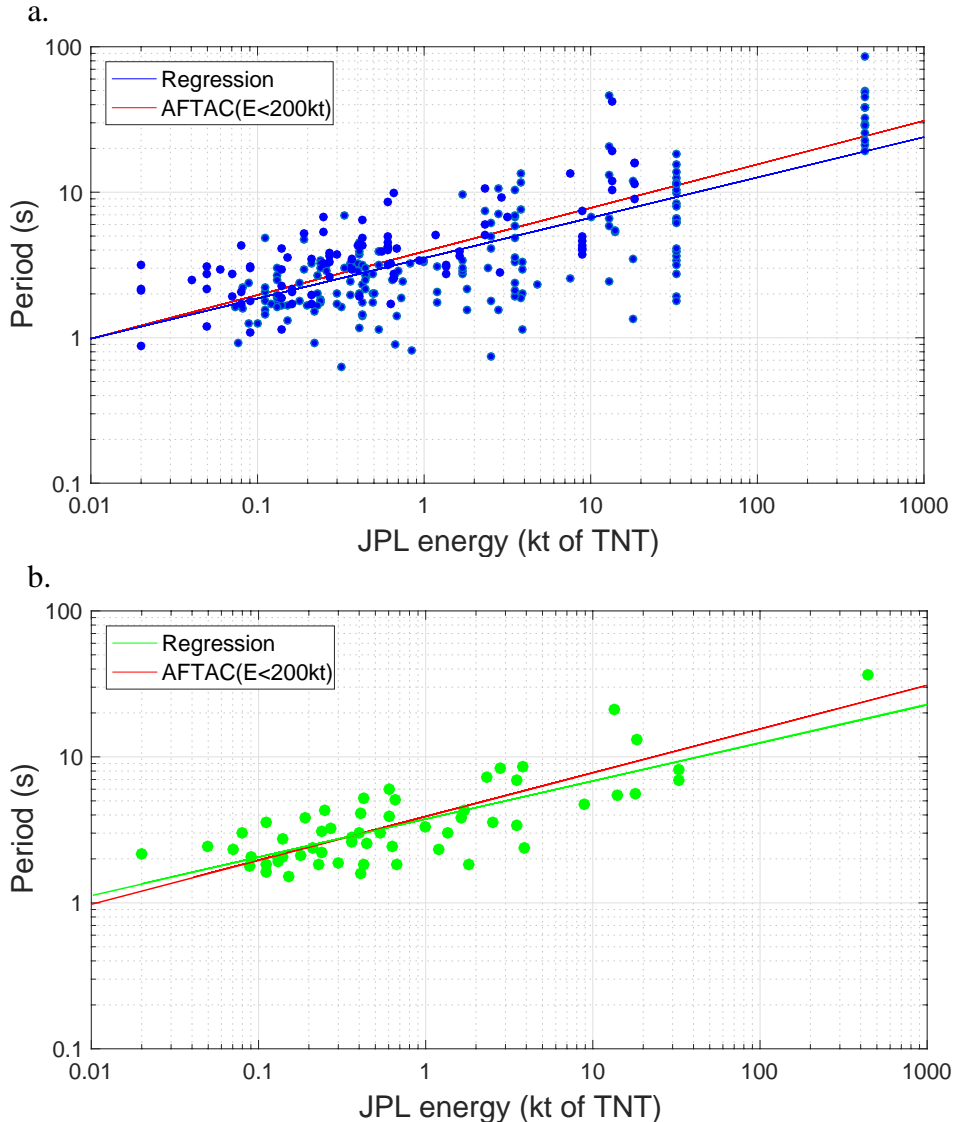 a.
100
Regression
AFTAC(E<200kt)
10
Period (s)
1
0.1
0.01 0.1 1 10 100 1000
JPL energy (kt of TNT)
b.
100
Regression
AFTAC(E<200kt)
10
Period (s)
1
0.1
0.01 0.1 1 10 100 1000
JPL energy (kt of TNT)